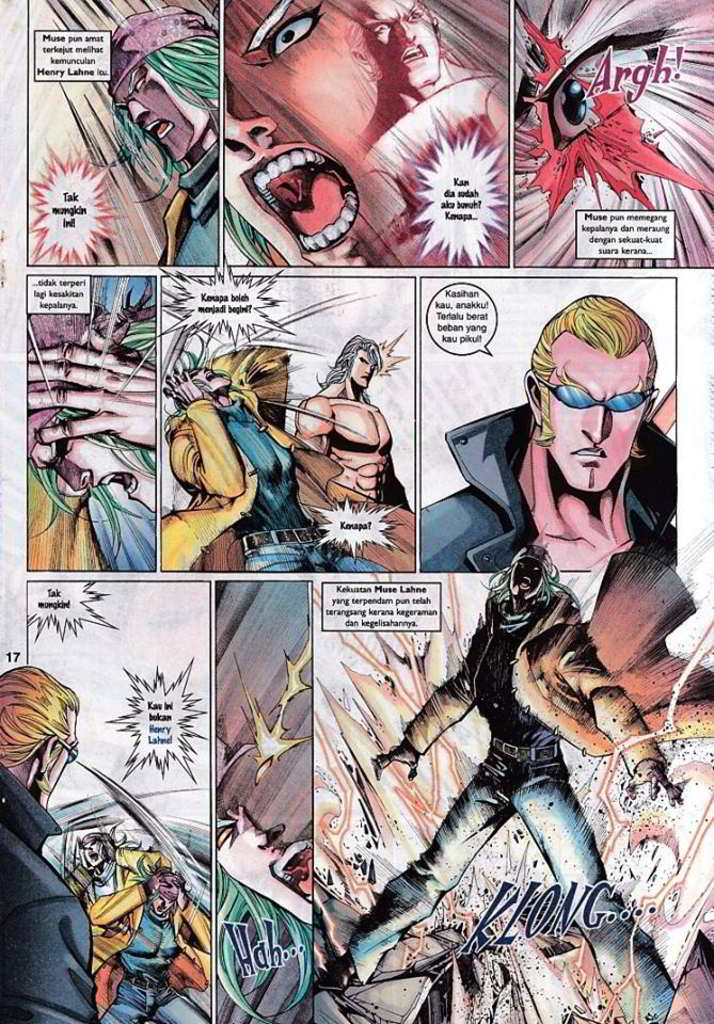 Muse pun amat
terkejut melihat
kemunculan
Henry Lahne itu.
Tak
mungkin
ini!
Kan
dia sudah
aku bunuh?
Kenapa...
Argh!
Muse pun memegang
kepalanya dan meraung
dengan sekuat-kuat
suara kerana...
...tidak terperi
lagi kesakitan
kepalanya.
Kenapa boleh
menjadi begini?
Kenapa?
Kasihan
kau, anakku!
Terlalu berat
beban yang
kau pikul!
Tak
mungkin!
Kau ini
bukan
Henry
Lahne!
Hah...
Kekuatan Muse Lahne
yang terpendam pun telah
terangsang kerana kegeraman
dan kegelisahannya.
KLONG....
17